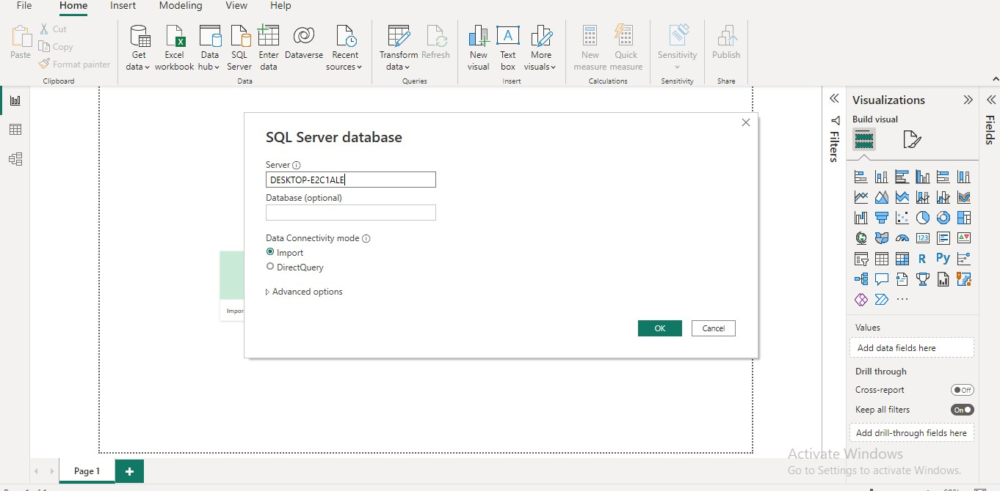 File Home Insert Modeling View Help
Paste
Cut
Copy
Format painter
Clipboard
Get data
Excel workbook
Data hub
SQL Server
Enter data
Dataverse
Recent sources
Data
Transform data
Refresh
Queries
New visual
Text box
More visuals
Insert
New measure
Quick measure
Calculations
Sensitivity
Sensitivity
Publish
Share
SQL Server database
Server
DESKTOP-E2C1ALE
Database (optional)
Data Connectivity mode
Import
DirectQuery
Advanced options
OK
Cancel
Impor
Filters
Visualizations
Build visual
123
R
Py
Values
Add data fields here
Drill through
Cross-report
Off
Keep all filters
On
Add drill-through fields here
Fields
Activate Windows
Go to Settings to activate Windows.
Page 1